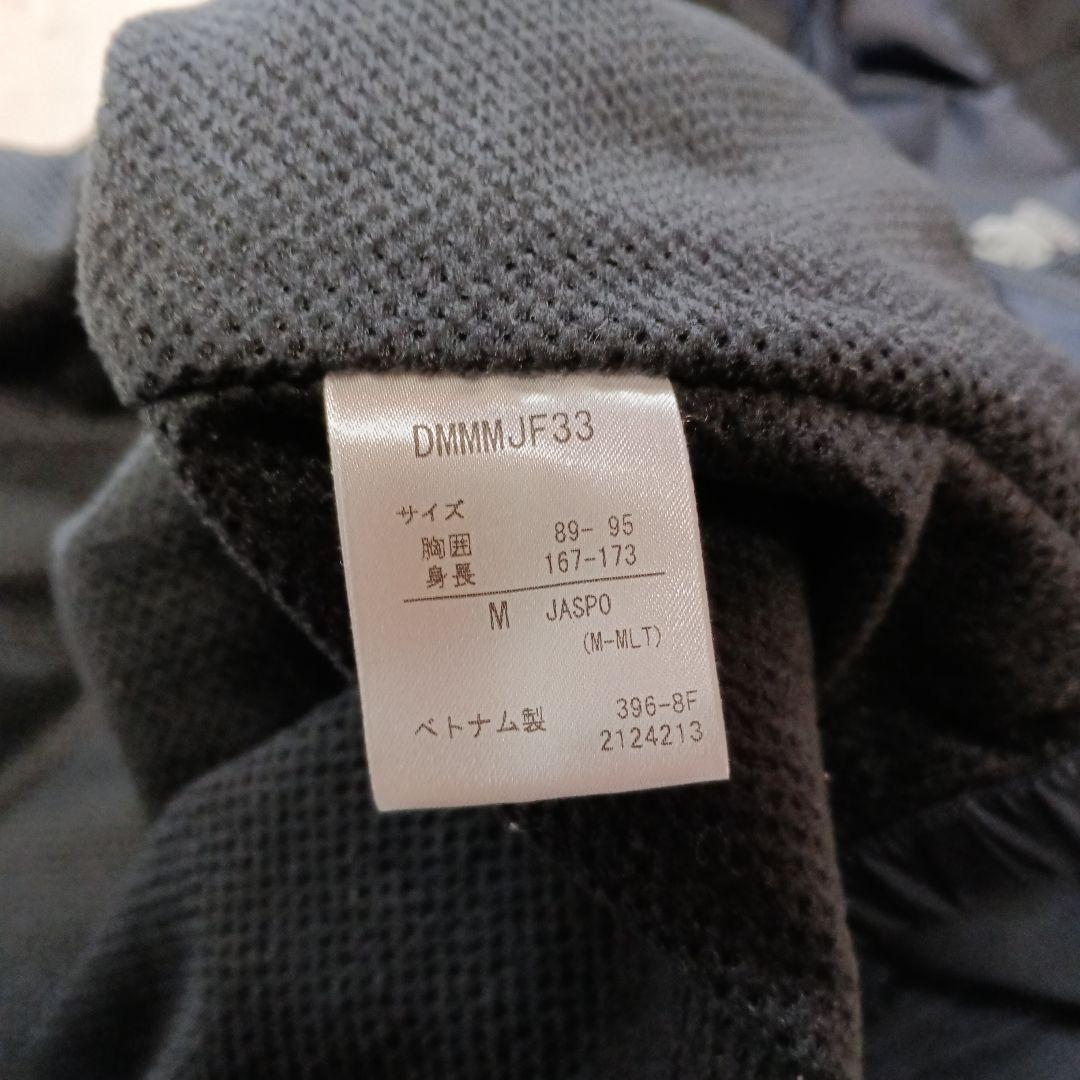 DMMMJF33
サイズ
胸囲 89- 95
身長 167-173
M JASPO
(M-MLT)
396-8F
ベトナム製 2124213